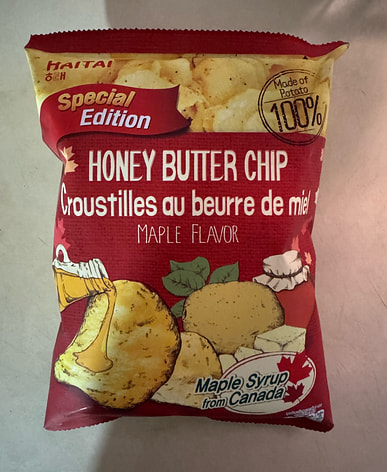 HAITAI
해태
Special
Edition
Made of
Potato
100%
HONEY BUTTER CHIP
Croustilles au beurre de miel
MAPLE FLAVOR
Maple Syrup
from Canada